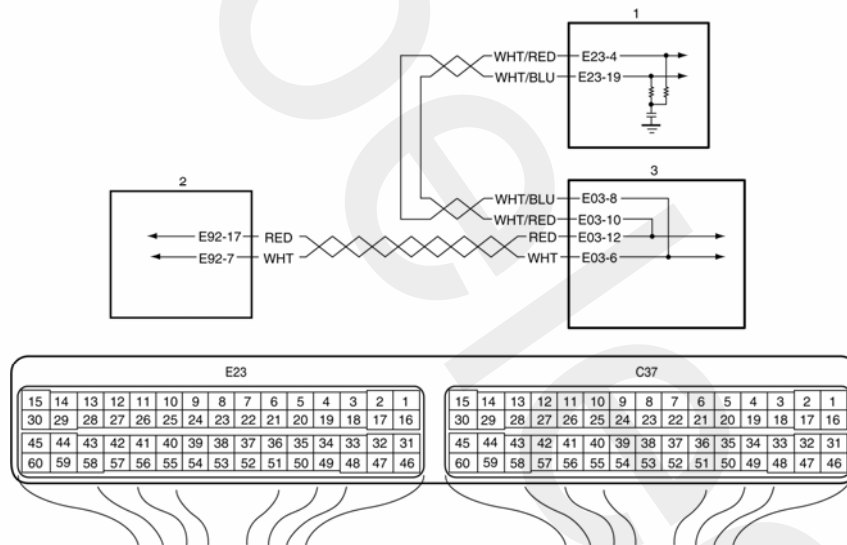 1
WHT/RED E23-4
WHT/BLU E23-19
2
3
WHT/BLU E03-8
WHT/RED E03-10
E92-17 RED RED E03-12
E92-7 WHT WHT E03-6
E23 C37
15 14 13 12 11 10 9 8 7 6 5 4 3 2 1 15 14 13 12 11 10 9 8 7 6 5 4 3 2 1
30 29 28 27 26 25 24 23 22 21 20 19 18 17 16 30 29 28 27 26 25 24 23 22 21 20 19 18 17 16
45 44 43 42 41 40 39 38 37 36 35 34 33 32 31 45 44 43 42 41 40 39 38 37 36 35 34 33 32 31
60 59 58 57 56 55 54 53 52 51 50 49 48 47 46 60 59 58 57 56 55 54 53 52 51 50 49 48 47 46